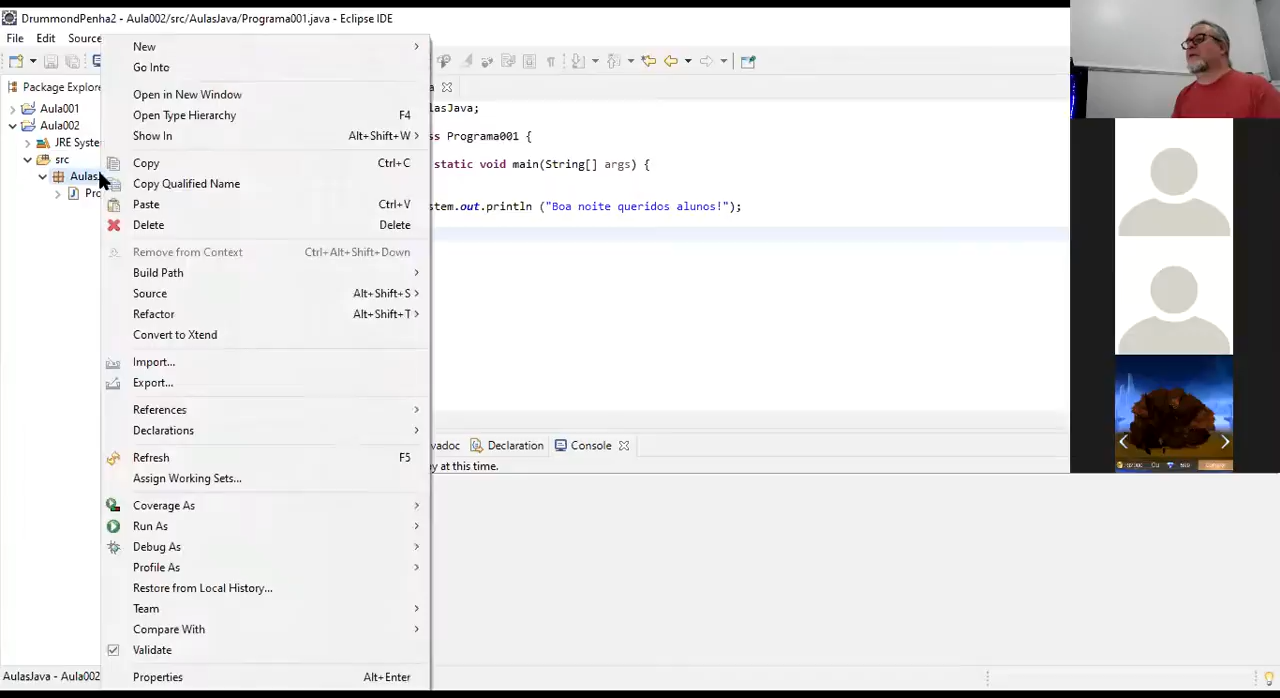 DrummondPenha2 - Aula002/src/AulasJava/Programa001.java - Eclipse IDE
File Edit Source
Package Explore
Aula001
Aula002
JRE Syste
src
Aulas
Pro
New
Go Into
Open in New Window
Open Type Hierarchy F4
Show In Alt+Shift+W
Copy Ctrl+C
Copy Qualified Name
Paste Ctrl+V
Delete Delete
Remove from Context Ctrl+Alt+Shift+Down
Build Path
Source Alt+Shift+S
Refactor Alt+Shift+T
Convert to Xtend
Import...
Export...
References
Declarations
Refresh F5
Assign Working Sets...
Coverage As
Run As
Debug As
Profile As
Restore from Local History...
Team
Compare With
Validate
Properties Alt+Enter
a
ulasJava;
ss Programa001 {
static void main(String[] args) {
stem.out.println ("Boa noite queridos alunos!");
vadoc Declaration Console
y at this time.
AulasJava - Aula002